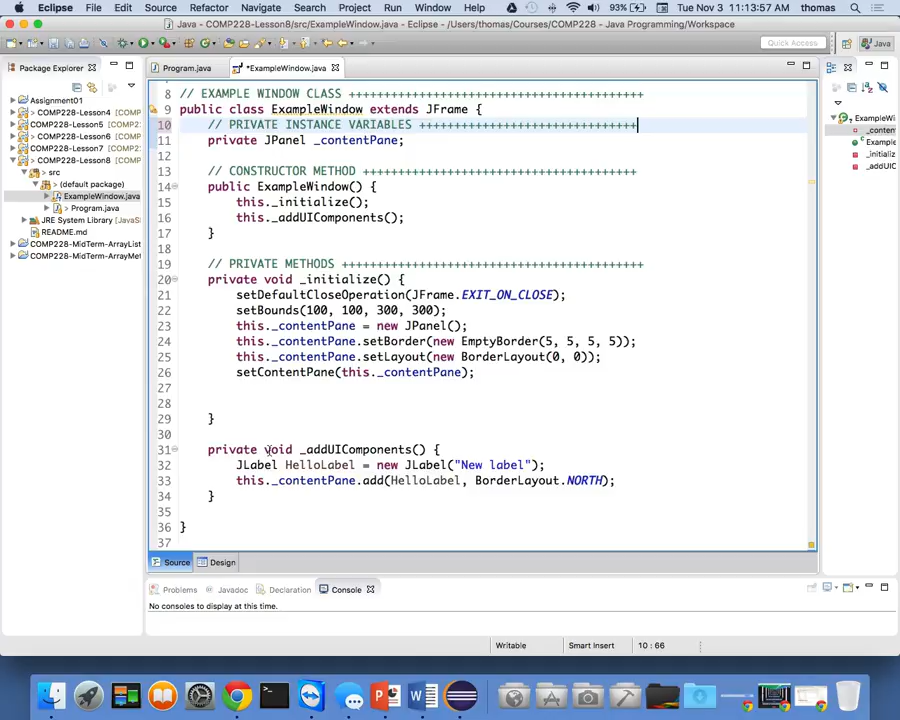 Eclipse File Edit Source Refactor Navigate Search Project Run Window Help 93% Tue Nov 3 11:13:57 AM thomas
Java - COMP228-Lesson8/src/ExampleWindow.java - Eclipse - /Users/thomas/Courses/COMP228 - Java Programming/Workspace
Quick Access Java
Package Explorer
Assignment01
> COMP228-Lesson4
> COMP228-Lesson5
> COMP228-Lesson6
> COMP228-Lesson7
> COMP228-Lesson8
> src
(default package)
ExampleWindow.java
> Program.java
JRE System Library [JavaS
README.md
COMP228-MidTerm-ArrayList
COMP228-MidTerm-ArrayMet
Program.java *ExampleWindow.java
8 // EXAMPLE WINDOW CLASS ++++++++++++++++++++++++++++++++++++++++++
9 public class ExampleWindow extends JFrame {
10 // PRIVATE INSTANCE VARIABLES +++++++++++++++++++++++++++++++
11 private JPanel _contentPane;
12
13 // CONSTRUCTOR METHOD +++++++++++++++++++++++++++++++++++++++
14 public ExampleWindow() {
15 this._initialize();
16 this._addUIComponents();
17 }
18
19 // PRIVATE METHODS +++++++++++++++++++++++++++++++++++++++++++
20 private void _initialize() {
21 setDefaultCloseOperation(JFrame.EXIT_ON_CLOSE);
22 setBounds(100, 100, 300, 300);
23 this._contentPane = new JPanel();
24 this._contentPane.setBorder(new EmptyBorder(5, 5, 5, 5));
25 this._contentPane.setLayout(new BorderLayout(0, 0));
26 setContentPane(this._contentPane);
27
28
29 }
30
31 private void _addUIComponents() {
32 JLabel HelloLabel = new JLabel("New label");
33 this._contentPane.add(HelloLabel, BorderLayout.NORTH);
34 }
35
36 }
37
ExampleWi
_conten
Example
_initializ
_addUIC
Source Design
Problems Javadoc Declaration Console
No consoles to display at this time.
Writable Smart Insert 10 : 66